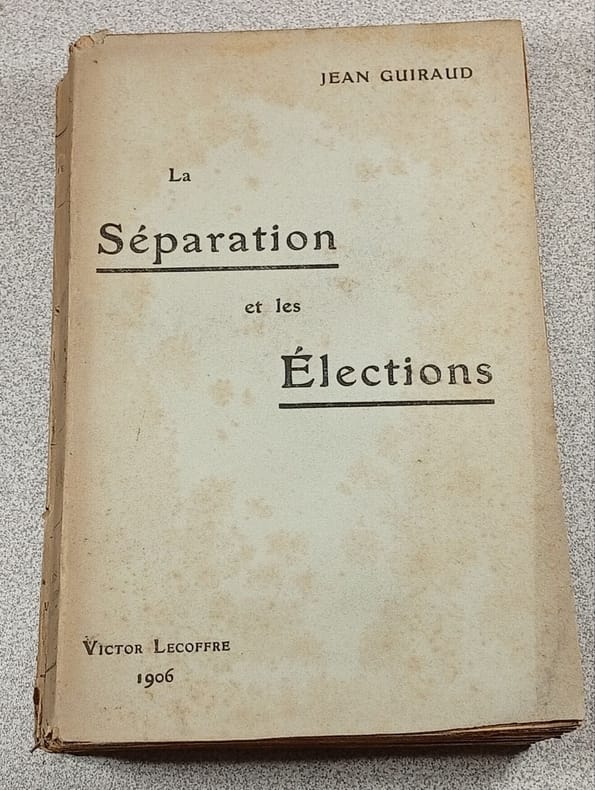 JEAN GUIRAUD
La
Séparation
et les
Élections
VICTOR LECOFFRE
1906